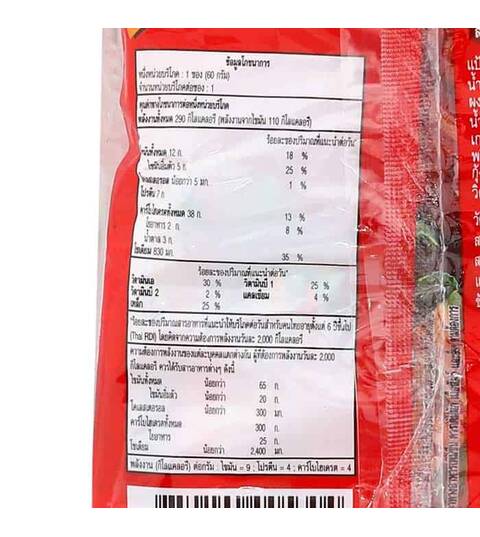 ข้อมูลโภชนาการ
หนึ่งหน่วยบริโภค : 1 ซอง (60 กรัม)
จำนวนหน่วยบริโภคต่อซอง : 1
คุณค่าทางโภชนาการต่อหนึ่งหน่วยบริโภค
พลังงานทั้งหมด 290 กิโลแคลอรี (พลังงานจากไขมัน 110 กิโลแคลอรี)
ร้อยละของปริมาณที่แนะนำต่อวัน*
ไขมันทั้งหมด 12 ก. 18 %
ไขมันอิ่มตัว 5 ก. 25 %
โคเลสเตอรอล น้อยกว่า 5 มก. 1 %
โปรตีน 7 ก.
คาร์โบไฮเดรตทั้งหมด 38 ก. 13 %
ใยอาหาร 2 ก. 8 %
น้ำตาล 3 ก.
โซเดียม 830 มก. 35 %
ร้อยละของปริมาณที่แนะนำต่อวัน*
วิตามินเอ 30 % วิตามินบี 1 25 %
วิตามินบี 2 2 % แคลเซียม 4 %
เหล็ก 25 %
*ร้อยละของปริมาณสารอาหารที่แนะนำให้บริโภคต่อวันสำหรับคนไทยอายุตั้งแต่ 6 ปีขึ้นไป
(Thai RDI) โดยคิดจากความต้องการพลังงานวันละ 2,000 กิโลแคลอรี
ความต้องการพลังงานของแต่ละบุคคลแตกต่างกัน ผู้ที่ต้องการพลังงานวันละ 2,000
กิโลแคลอรี ควรได้รับสารอาหารต่างๆ ดังนี้
ไขมันทั้งหมด น้อยกว่า 65 ก.
ไขมันอิ่มตัว น้อยกว่า 20 ก.
โคเลสเตอรอล น้อยกว่า 300 มก.
คาร์โบไฮเดรตทั้งหมด 300 ก.
ใยอาหาร 25 ก.
โซเดียม น้อยกว่า 2,400 มก.
พลังงาน (กิโลแคลอรี) ต่อกรัม : ไขมัน = 9 ; โปรตีน = 4 ; คาร์โบไฮเดรต = 4